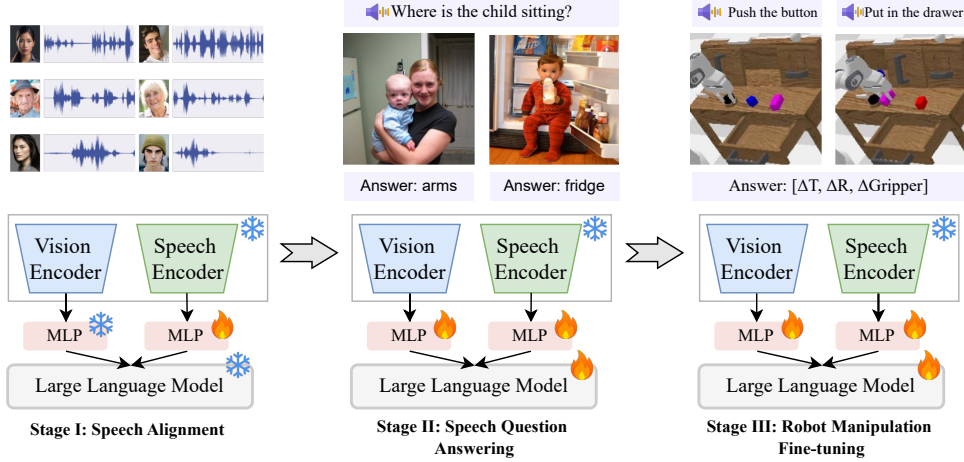 Where is the child sitting?
Push the button
Put in the drawer
Answer: arms
Answer: fridge
Answer: [ΔT, ΔR, ΔGripper]
Vision
Encoder
Speech
Encoder
Vision
Encoder
Speech
Encoder
Vision
Encoder
Speech
Encoder
MLP
MLP
MLP
MLP
MLP
MLP
Large Language Model
Large Language Model
Large Language Model
Stage I: Speech Alignment
Stage II: Speech Question
Answering
Stage III: Robot Manipulation
Fine-tuning